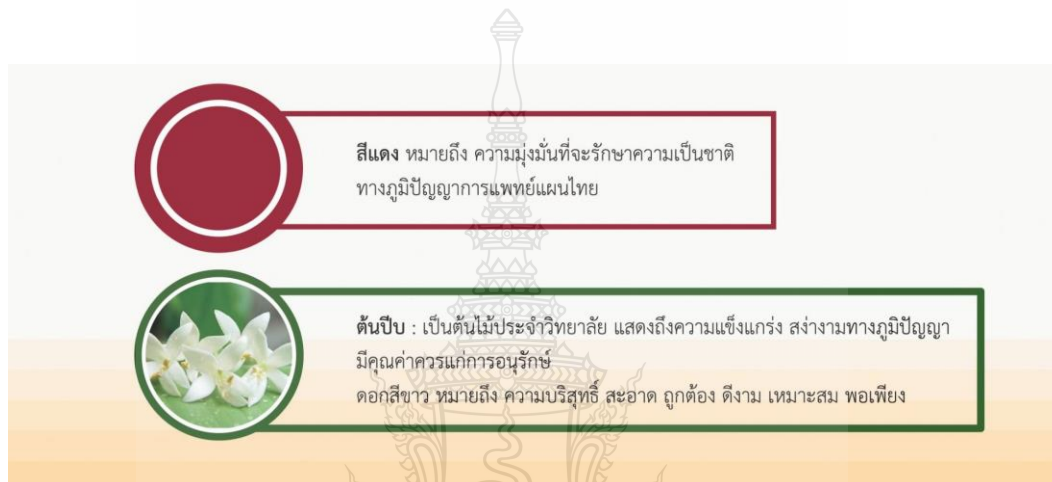 สีแดง หมายถึง ความมุ่งมั่นที่จะรักษาความเป็นชาติ
ทางภูมิปัญญาการแพทย์แผนไทย
ต้นปีบ : เป็นต้นไม้ประจำวิทยาลัย แสดงถึงความแข็งแกร่ง สง่างามทางภูมิปัญญา
มีคุณค่าควรแก่การอนุรักษ์
ดอกสีขาว หมายถึง ความบริสุทธิ์ สะอาด ถูกต้อง ดีงาม เหมาะสม พอเพียง